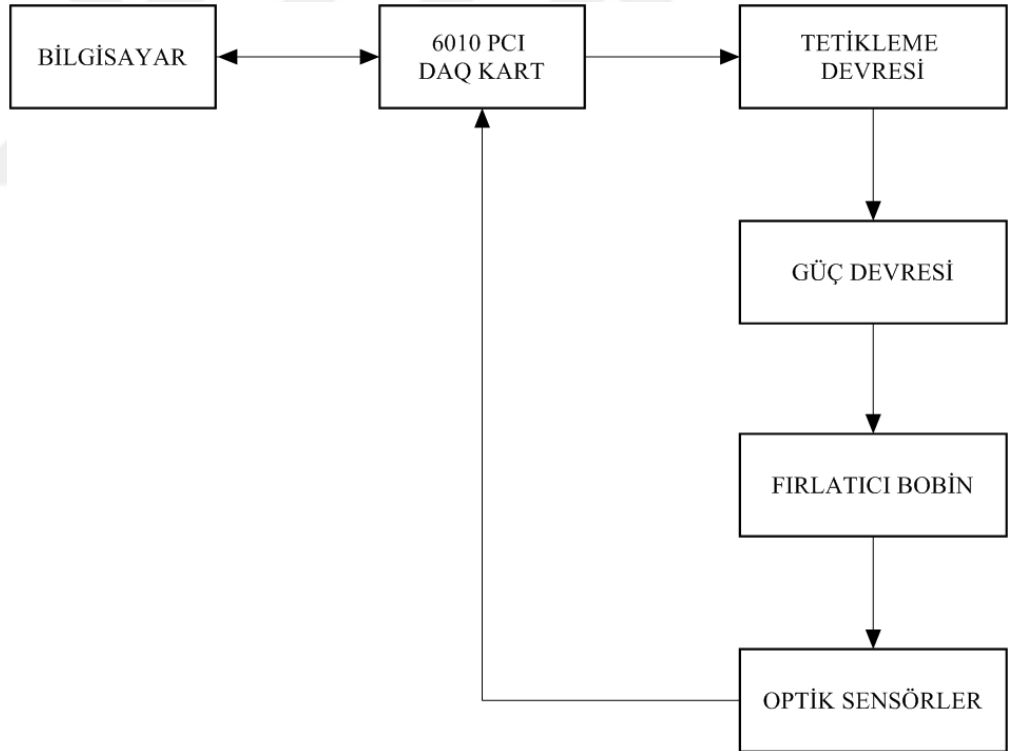 BİLGİSAYAR
6010 PCI
DAQ KART
TETİKLEME
DEVRESİ
GÜÇ DEVRESİ
FIRLATICI BOBİN
OPTİK SENSÖRLER